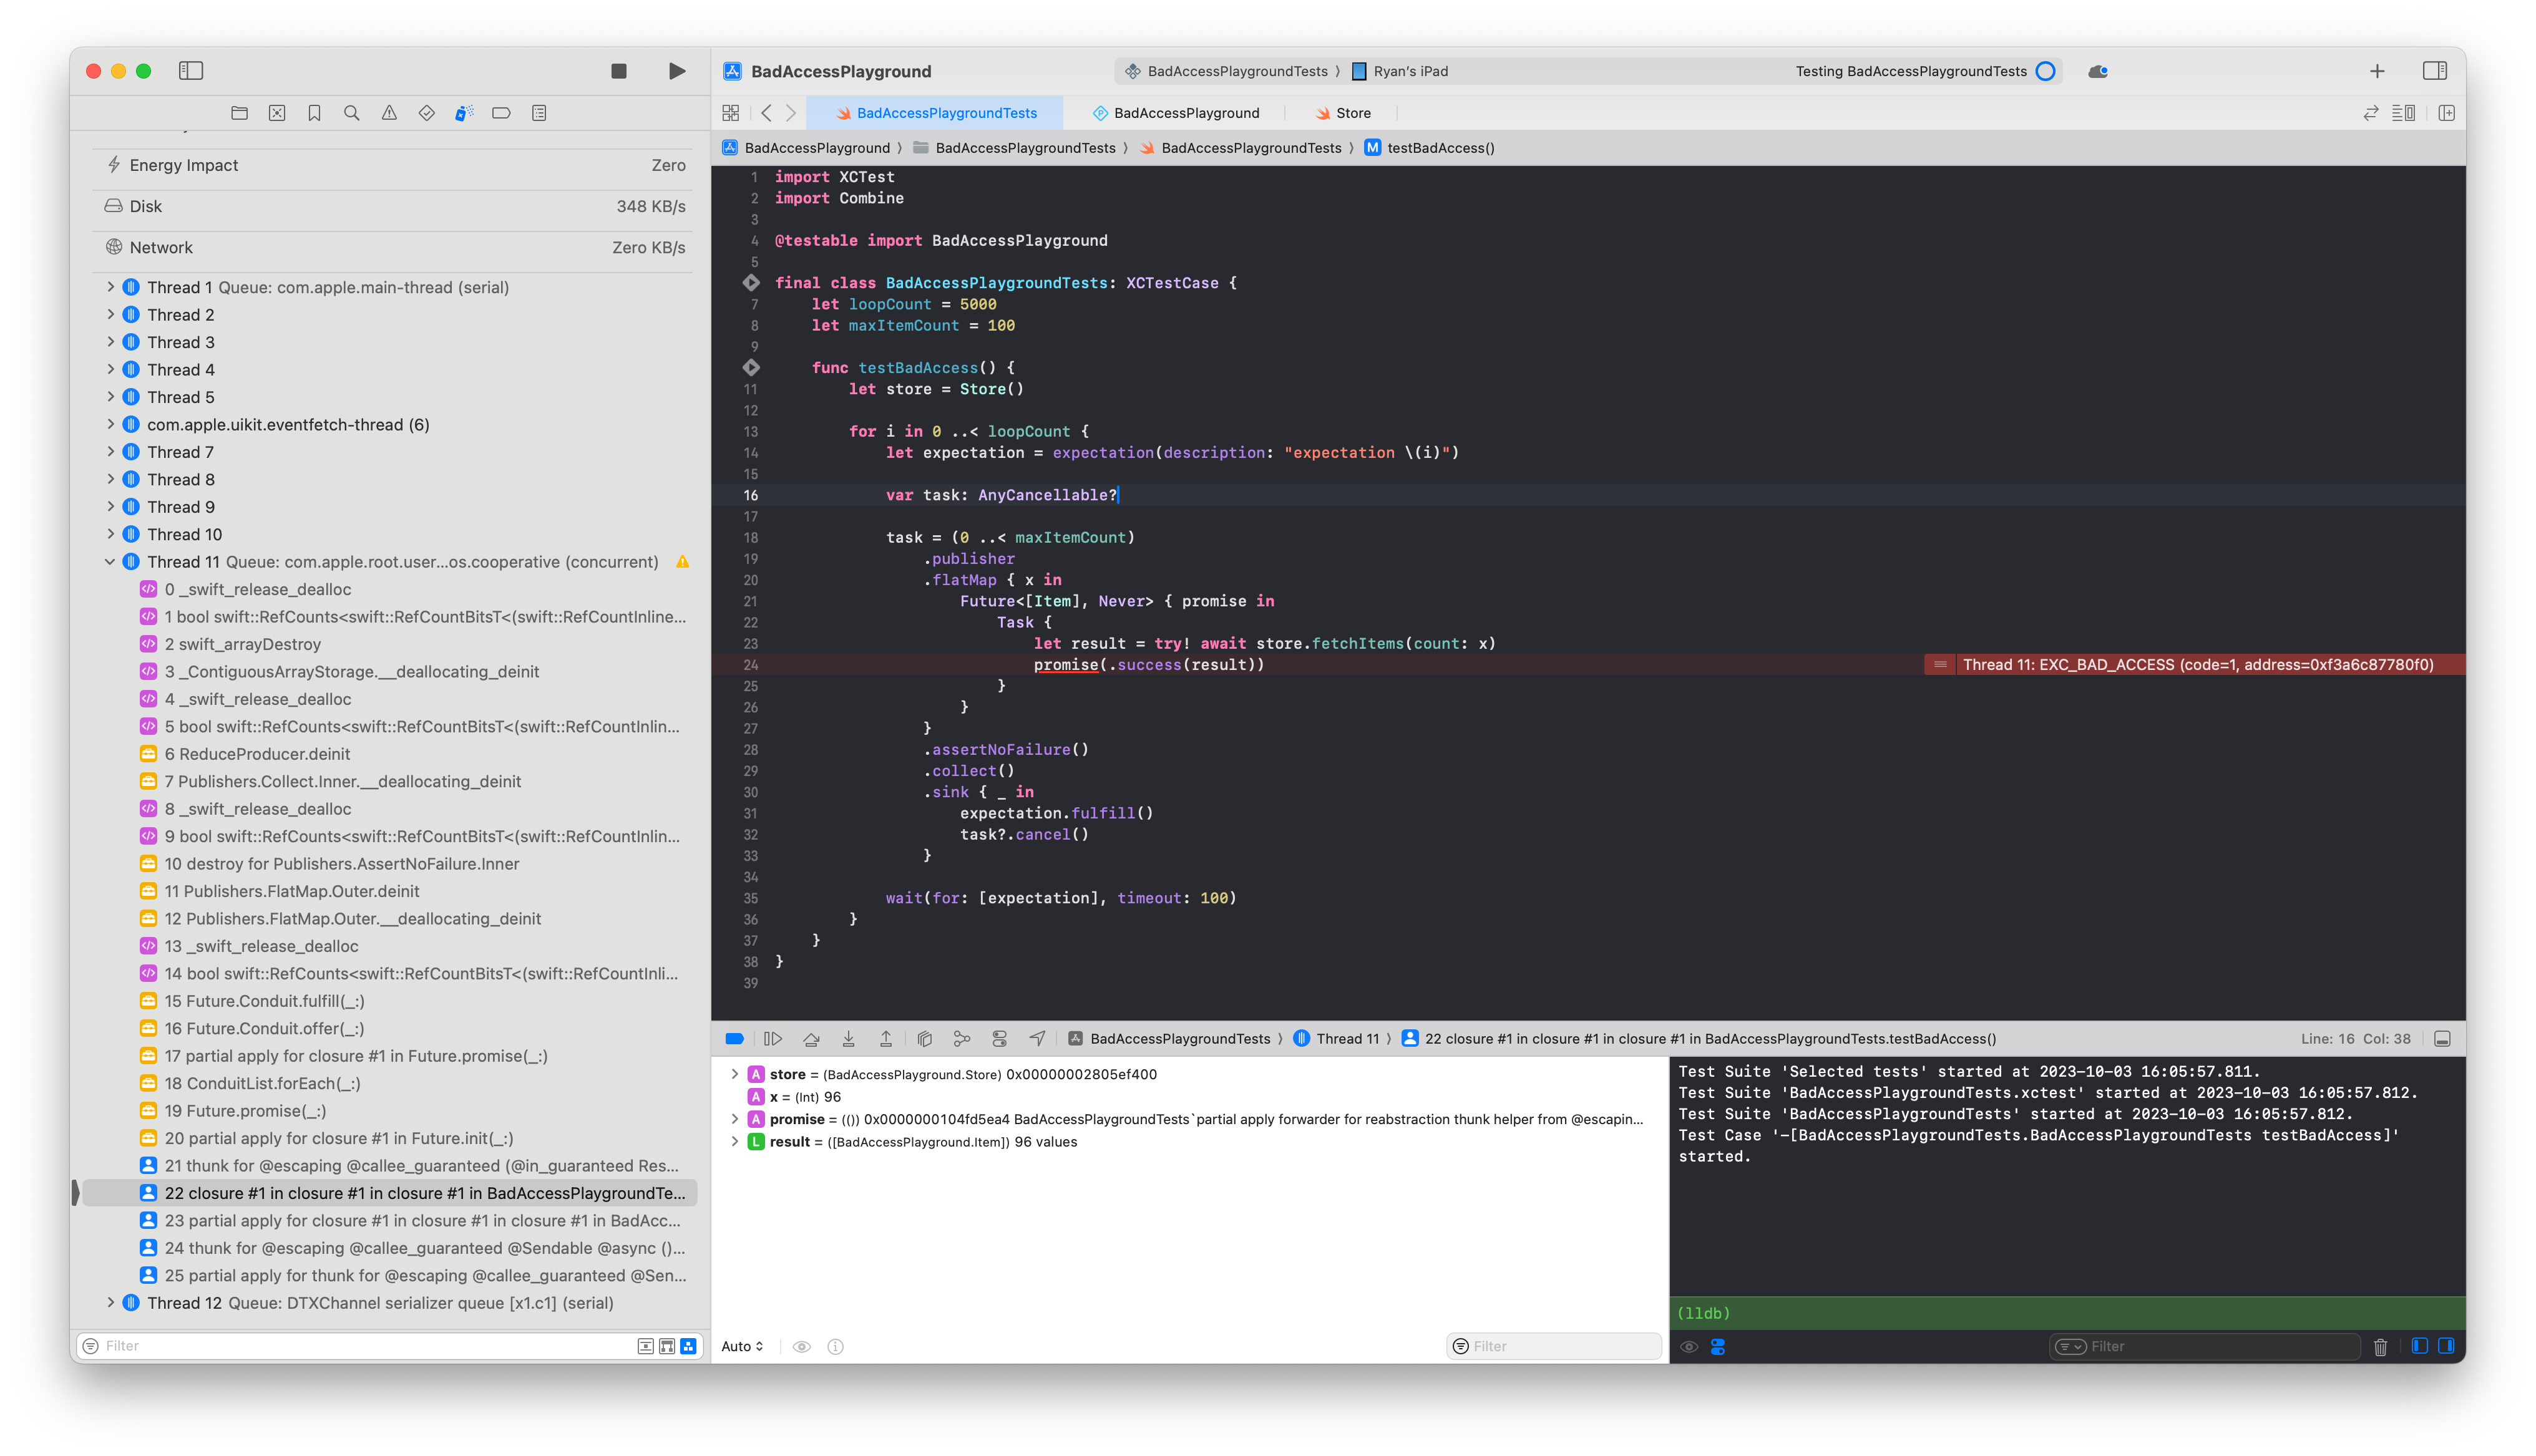 BadAccessPlayground
BadAccessPlaygroundTests 〉 Ryan's iPad
Testing BadAccessPlaygroundTests
BadAccessPlaygroundTests
BadAccessPlayground
Store
BadAccessPlayground 〉 BadAccessPlaygroundTests 〉 BadAccessPlaygroundTests 〉 M testBadAccess()
Energy Impact Zero
Disk 348 KB/s
Network Zero KB/s
Thread 1 Queue: com.apple.main-thread (serial)
Thread 2
Thread 3
Thread 4
Thread 5
com.apple.uikit.eventfetch-thread (6)
Thread 7
Thread 8
Thread 9
Thread 10
Thread 11 Queue: com.apple.root.user...os.cooperative (concurrent)
0 _swift_release_dealloc
1 bool swift::RefCounts<swift::RefCountBitsT<(swift::RefCountInline...
2 swift_arrayDestroy
3 _ContiguousArrayStorage.__deallocating_deinit
4 _swift_release_dealloc
5 bool swift::RefCounts<swift::RefCountBitsT<(swift::RefCountInlin...
6 ReduceProducer.deinit
7 Publishers.Collect.Inner.__deallocating_deinit
8 _swift_release_dealloc
9 bool swift::RefCounts<swift::RefCountBitsT<(swift::RefCountInlin...
10 destroy for Publishers.AssertNoFailure.Inner
11 Publishers.FlatMap.Outer.deinit
12 Publishers.FlatMap.Outer.__deallocating_deinit
13 _swift_release_dealloc
14 bool swift::RefCounts<swift::RefCountBitsT<(swift::RefCountInli...
15 Future.Conduit.fulfill(_:)
16 Future.Conduit.offer(_:)
17 partial apply for closure #1 in Future.promise(_:)
18 ConduitList.forEach(_:)
19 Future.promise(_:)
20 partial apply for closure #1 in Future.init(_:)
21 thunk for @escaping @callee_guaranteed (@in_guaranteed Res...
22 closure #1 in closure #1 in closure #1 in BadAccessPlaygroundTe...
23 partial apply for closure #1 in closure #1 in closure #1 in BadAcc...
24 thunk for @escaping @callee_guaranteed @Sendable @async ()...
25 partial apply for thunk for @escaping @callee_guaranteed @Sen...
Thread 12 Queue: DTXChannel serializer queue [x1.c1] (serial)
Filter
1 import XCTest
2 import Combine
3
4 @testable import BadAccessPlayground
5
final class BadAccessPlaygroundTests: XCTestCase {
7 let loopCount = 5000
8 let maxItemCount = 100
9
func testBadAccess() {
11 let store = Store()
12
13 for i in 0 ..< loopCount {
14 let expectation = expectation(description: "expectation \(i)")
15
16 var task: AnyCancellable?
17
18 task = (0 ..< maxItemCount)
19 .publisher
20 .flatMap { x in
21 Future<[Item], Never> { promise in
22 Task {
23 let result = try! await store.fetchItems(count: x)
24 promise(.success(result)) Thread 11: EXC_BAD_ACCESS (code=1, address=0xf3a6c87780f0)
25 }
26 }
27 }
28 .assertNoFailure()
29 .collect()
30 .sink { _ in
31 expectation.fulfill()
32 task?.cancel()
33 }
34
35 wait(for: [expectation], timeout: 100)
36 }
37 }
38 }
39
BadAccessPlaygroundTests 〉 Thread 11 〉 22 closure #1 in closure #1 in closure #1 in BadAccessPlaygroundTests.testBadAccess()
Line: 16 Col: 38
A store = (BadAccessPlayground.Store) 0x00000002805ef400
A x = (Int) 96
A promise = (()) 0x0000000104fd5ea4 BadAccessPlaygroundTests`partial apply forwarder for reabstraction thunk helper from @escapin...
L result = ([BadAccessPlayground.Item]) 96 values
Auto
Filter
Test Suite 'Selected tests' started at 2023-10-03 16:05:57.811.
Test Suite 'BadAccessPlaygroundTests.xctest' started at 2023-10-03 16:05:57.812.
Test Suite 'BadAccessPlaygroundTests' started at 2023-10-03 16:05:57.812.
Test Case '-[BadAccessPlaygroundTests.BadAccessPlaygroundTests testBadAccess]'
started.
(lldb)
Filter